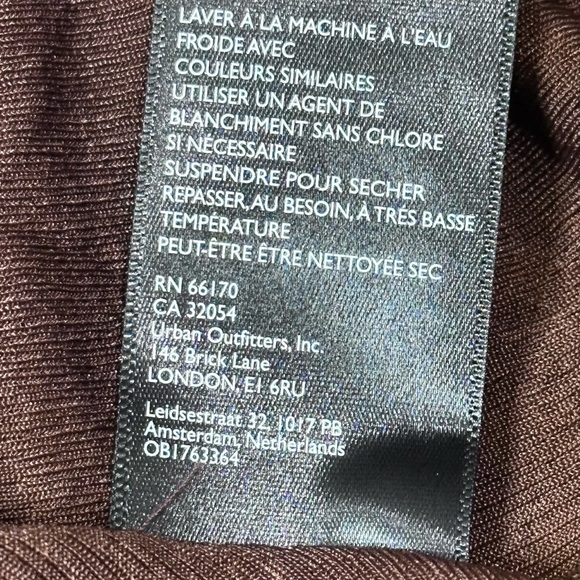 LAVER À LA MACHINE À L'EAU
FROIDE AVEC
COULEURS SIMILAIRES
UTILISER UN AGENT DE
BLANCHIMENT SANS CHLORE
SI NÉCESSAIRE
SUSPENDRE POUR SECHER
REPASSER, AU BESOIN, À TRÈS BASSE
TEMPÉRATURE
PEUT-ÊTRE ÊTRE NETTOYÉE SEC
RN 66170
CA 32054
Urban Outfitters, Inc.
146 Brick Lane
LONDON, E1 6RU
Leidsestraat 32, 1017 PB
Amsterdam, Netherlands
OB1763364